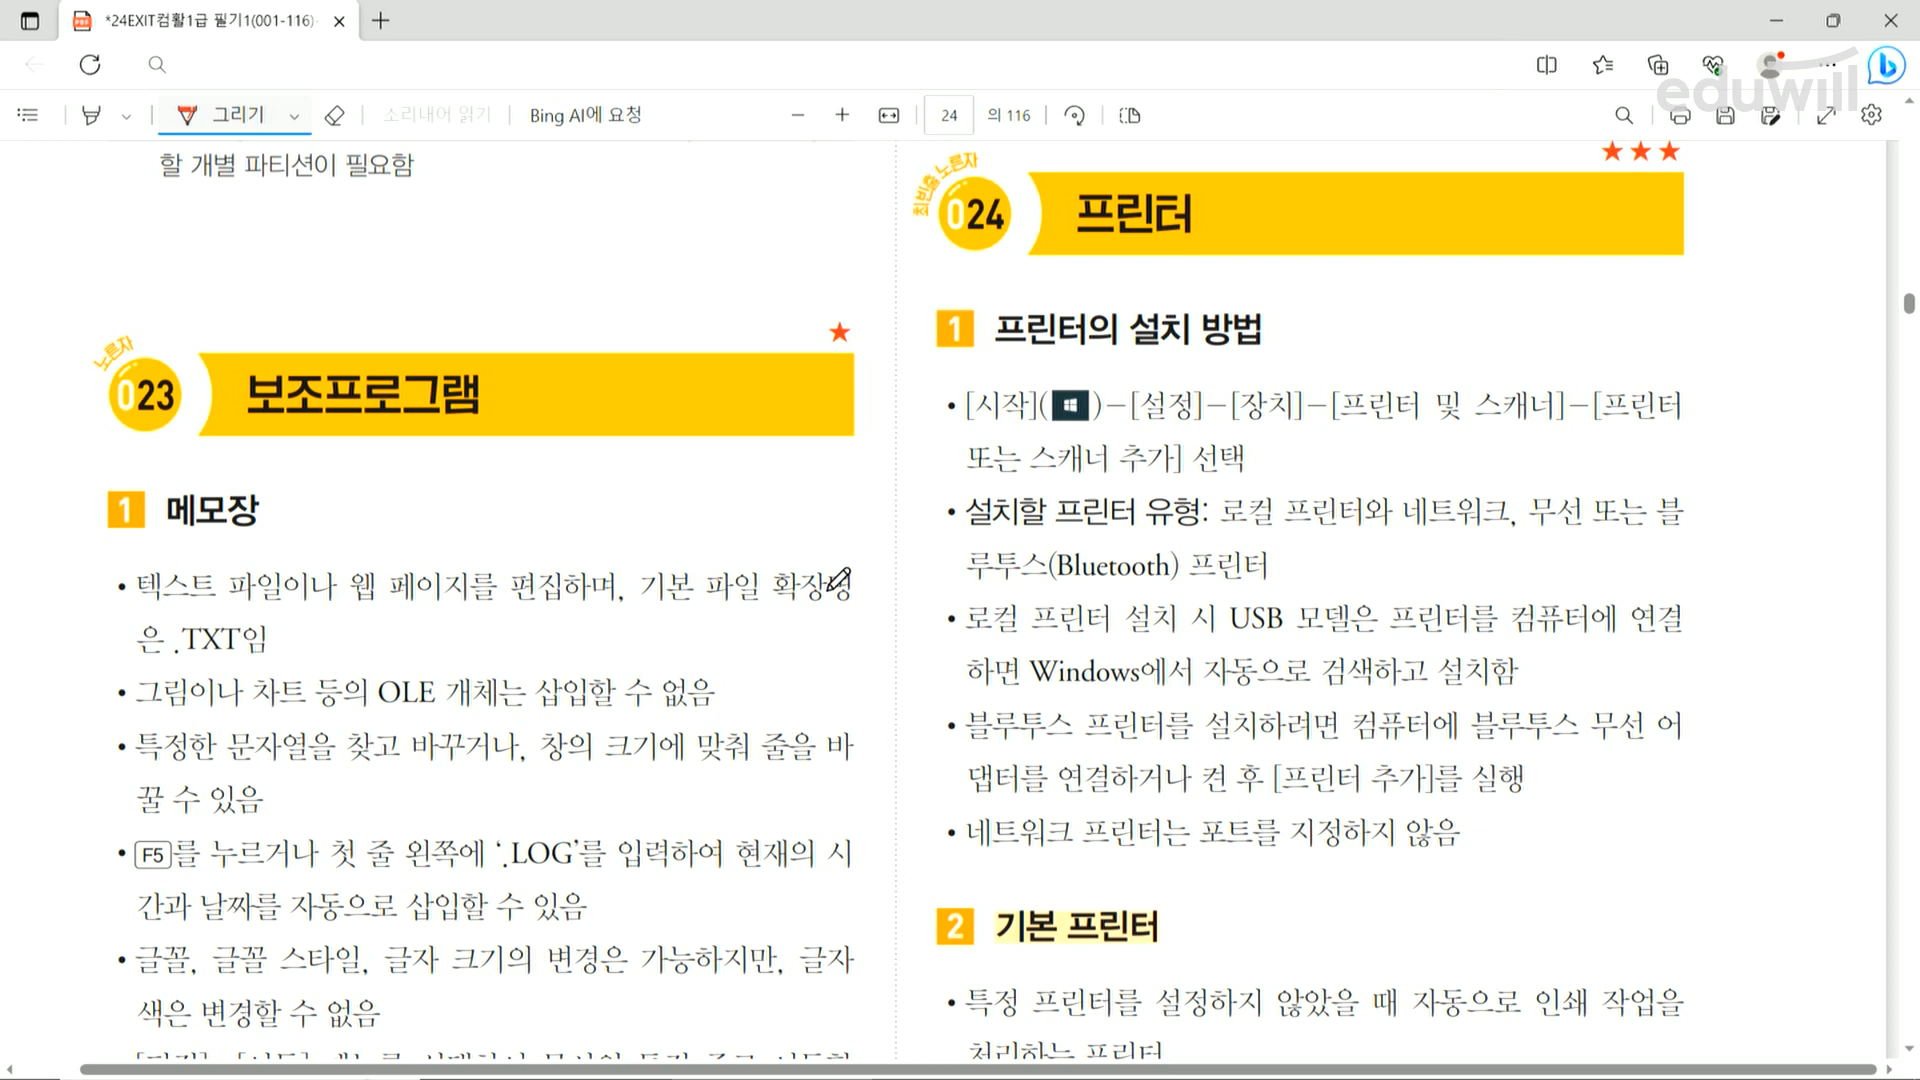 *24EXIT컴활1급 필기1(001-116)
eduwill
그리기
소리내어 읽기
Bing AI에 요청
24
의 116
할 개별 파티션이 필요함
노른자
023
보조프로그램
1 메모장
• 텍스트 파일이나 웹 페이지를 편집하며, 기본 파일 확장명
은 .TXT임
• 그림이나 차트 등의 OLE 개체는 삽입할 수 없음
• 특정한 문자열을 찾고 바꾸거나, 창의 크기에 맞춰 줄을 바
꿀 수 있음
• F5를 누르거나 첫 줄 왼쪽에 ‘.LOG’를 입력하여 현재의 시
간과 날짜를 자동으로 삽입할 수 있음
• 글꼴, 글꼴 스타일, 글자 크기의 변경은 가능하지만, 글자
색은 변경할 수 없음
최빈출 노른자
024
프린터
1 프린터의 설치 방법
• [시작]( )–[설정]–[장치]–[프린터 및 스캐너]–[프린터
또는 스캐너 추가] 선택
• 설치할 프린터 유형: 로컬 프린터와 네트워크, 무선 또는 블
루투스(Bluetooth) 프린터
• 로컬 프린터 설치 시 USB 모델은 프린터를 컴퓨터에 연결
하면 Windows에서 자동으로 검색하고 설치함
• 블루투스 프린터를 설치하려면 컴퓨터에 블루투스 무선 어
댑터를 연결하거나 켠 후 [프린터 추가]를 실행
• 네트워크 프린터는 포트를 지정하지 않음
2 기본 프린터
• 특정 프린터를 설정하지 않았을 때 자동으로 인쇄 작업을
처리하는 프린터